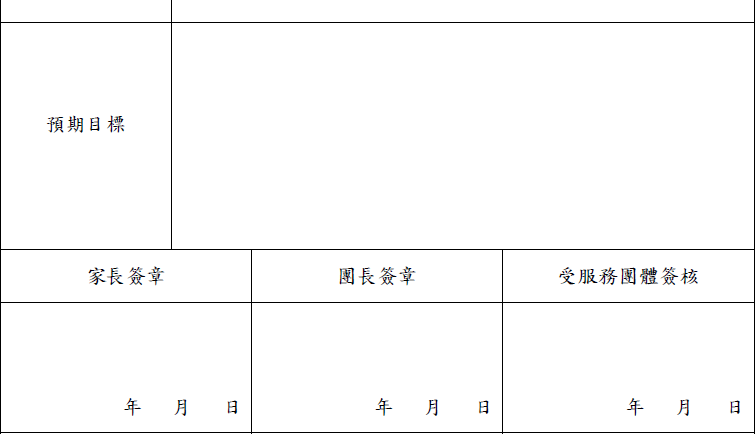 預期目標
家長簽章 團長簽章 受服務團體簽核
年 月 日 年 月 日 年 月 日